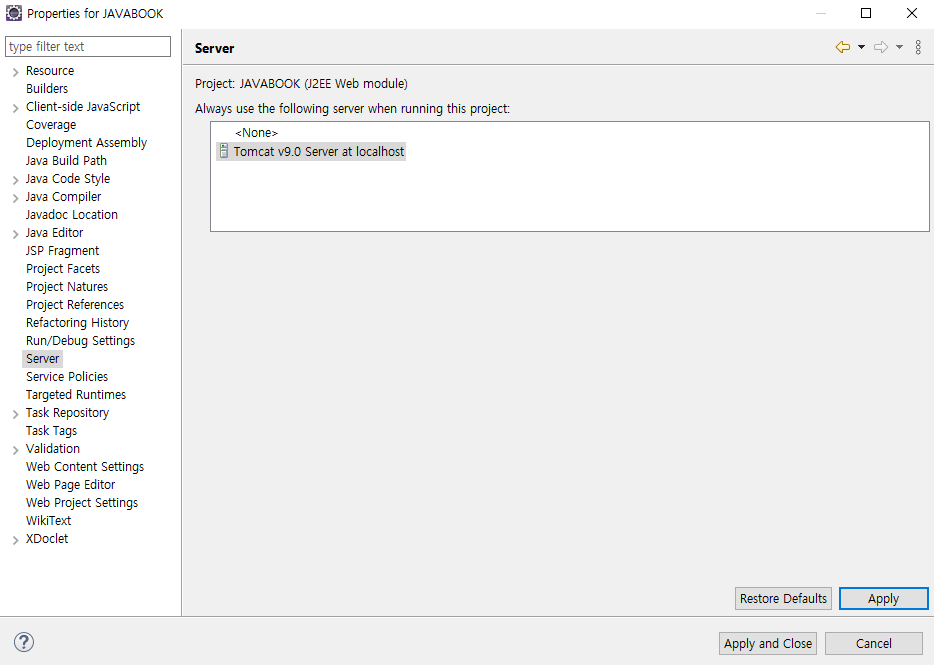 Properties for JAVABOOK
type filter text
Server
Resource
Builders
Client-side JavaScript
Coverage
Deployment Assembly
Java Build Path
Java Code Style
Java Compiler
Javadoc Location
Java Editor
JSP Fragment
Project Facets
Project Natures
Project References
Refactoring History
Run/Debug Settings
Server
Service Policies
Targeted Runtimes
Task Repository
Task Tags
Validation
Web Content Settings
Web Page Editor
Web Project Settings
WikiText
XDoclet
Project: JAVABOOK (J2EE Web module)
Always use the following server when running this project:
<None>
Tomcat v9.0 Server at localhost
Restore Defaults
Apply
?
Apply and Close
Cancel